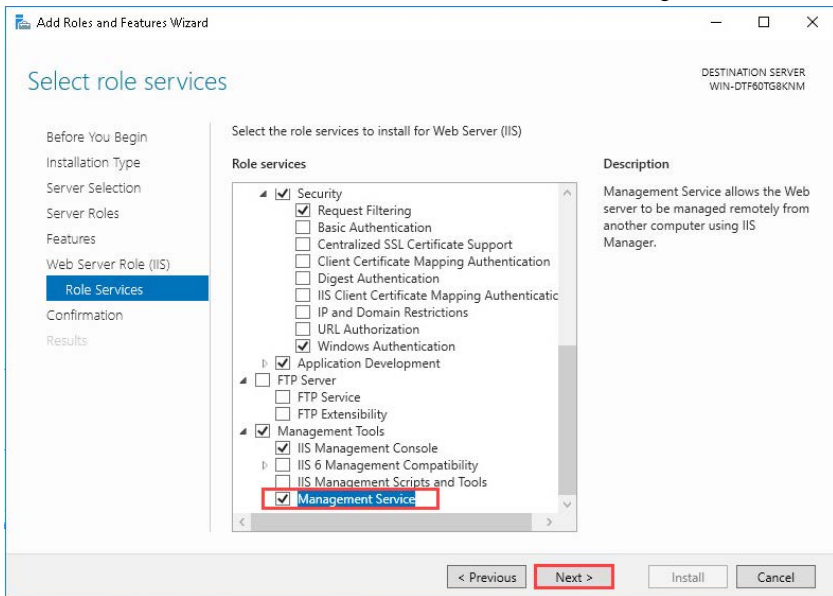 Add Roles and Features Wizard
Select role services
DESTINATION SERVER
WIN-DTF60TG8KNM
Before You Begin
Installation Type
Server Selection
Server Roles
Features
Web Server Role (IIS)
Role Services
Confirmation
Results
Select the role services to install for Web Server (IIS)
Role services
Security
Request Filtering
Basic Authentication
Centralized SSL Certificate Support
Client Certificate Mapping Authentication
Digest Authentication
IIS Client Certificate Mapping Authenticatic
IP and Domain Restrictions
URL Authorization
Windows Authentication
Application Development
FTP Server
FTP Service
FTP Extensibility
Management Tools
IIS Management Console
IIS 6 Management Compatibility
IIS Management Scripts and Tools
Management Service
Description
Management Service allows the Web
server to be managed remotely from
another computer using IIS
Manager.
< Previous
Next >
Install
Cancel